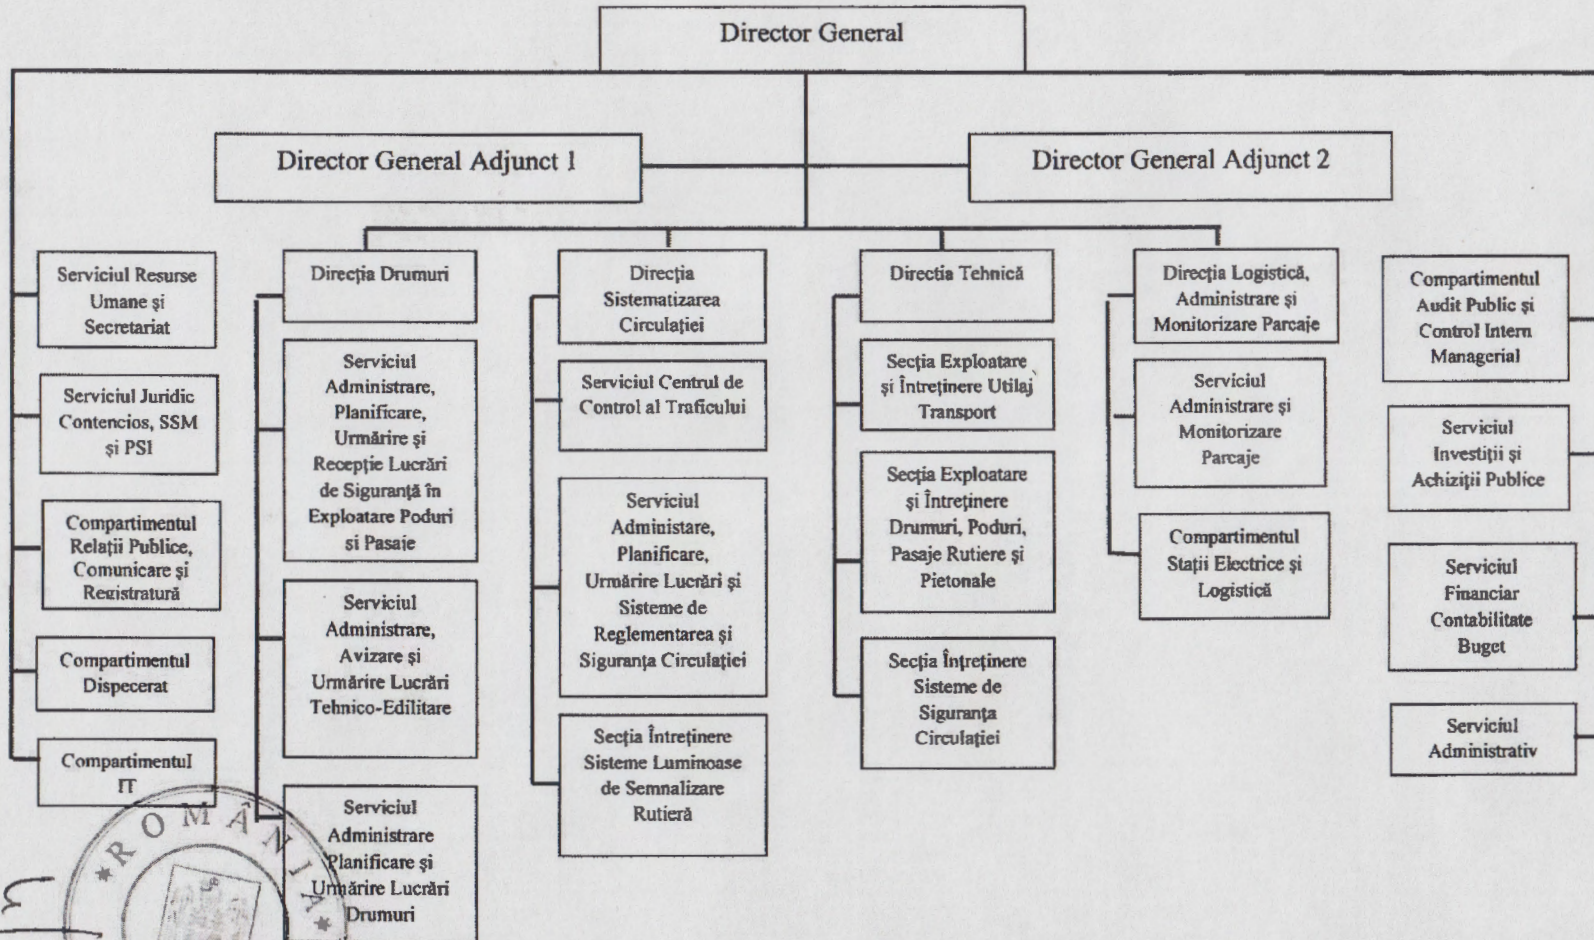 Director General
Director General Adjunct 1
Director General Adjunct 2
Serviciul Resurse
Umane și
Secretariat
Serviciul Juridic
Contencios, SSM
și PSI
Compartimentul
Relații Publice,
Comunicare și
Registratură
Compartimentul
Dispecerat
Compartimentul
IT
Direcția Drumuri
Serviciul
Administrare,
Planificare,
Urmărire și
Recepție Lucrări
de Siguranță în
Exploatare Poduri
si Pasaje
Serviciul
Administrare,
Avizare și
Urmărire Lucrări
Tehnico-Edilitare
Serviciul
Administrare
Planificare și
Urmărire Lucrări
Drumuri
Direcția
Sistematizarea
Circulației
Serviciul Centrul de
Control al Traficului
Serviciul
Administare,
Planificare,
Urmărire Lucrări și
Sisteme de
Reglementarea și
Siguranța Circulației
Secția Întreținere
Sisteme Luminoase
de Semnalizare
Rutieră
Directia Tehnică
Secția Exploatare
și Întreținere Utilaj
Transport
Secția Exploatare
și Întreținere
Drumuri, Poduri,
Pasaje Rutiere și
Pietonale
Secția Întreținere
Sisteme de
Siguranța
Circulației
Direcția Logistică,
Administrare și
Monitorizare Parcaje
Serviciul
Administrare și
Monitorizare
Parcaje
Compartimentul
Stații Electrice și
Logistică
Compartimentul
Audit Public și
Control Intern
Managerial
Serviciul
Investiții și
Achiziții Publice
Serviciul
Financiar
Contabilitate
Buget
Serviciul
Administrativ
ROMÂNIA